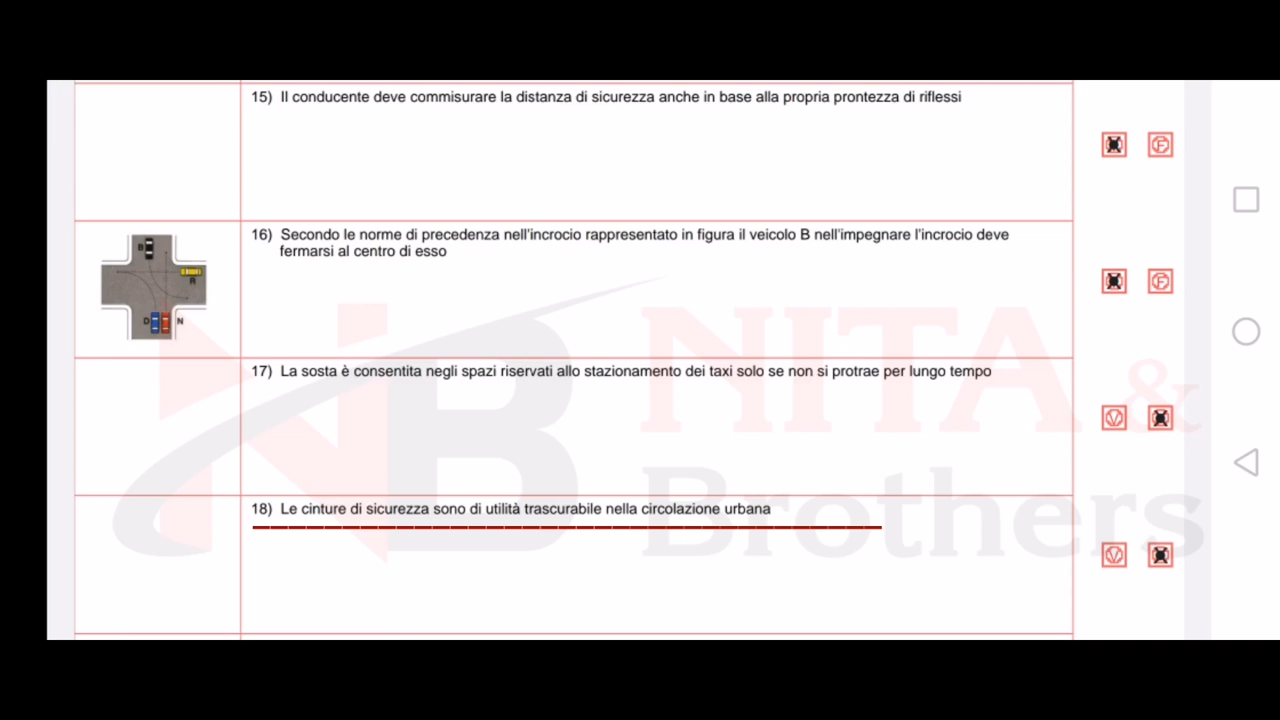 15) Il conducente deve commisurare la distanza di sicurezza anche in base alla propria prontezza di riflessi
F
16) Secondo le norme di precedenza nell'incrocio rappresentato in figura il veicolo B nell'impegnare l'incrocio deve
fermarsi al centro di esso
B
R
D N
F
17) La sosta è consentita negli spazi riservati allo stazionamento dei taxi solo se non si protrae per lungo tempo
V
18) Le cinture di sicurezza sono di utilità trascurabile nella circolazione urbana
V
NB NITA &
Brothers